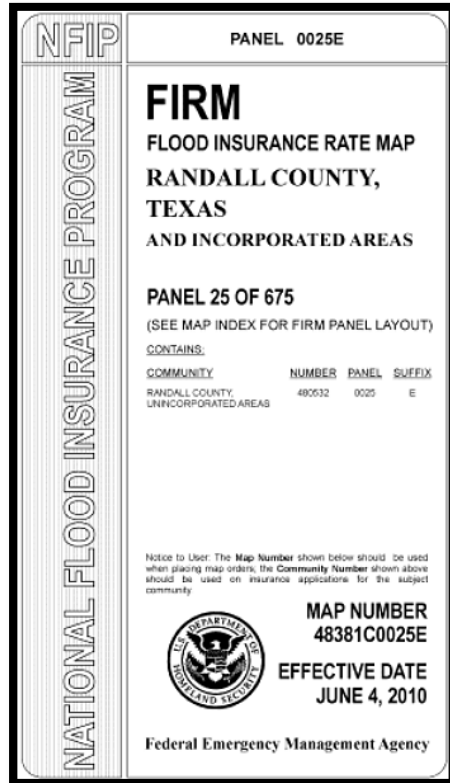 NFIP
PANEL 0025E
NATIONAL FLOOD INSURANCE PROGRAM
FIRM
FLOOD INSURANCE RATE MAP
RANDALL COUNTY,
TEXAS
AND INCORPORATED AREAS
PANEL 25 OF 675
(SEE MAP INDEX FOR FIRM PANEL LAYOUT)
CONTAINS:
COMMUNITY NUMBER PANEL SUFFIX
RANDALL COUNTY, 480532 0025 E
UNINCORPORATED AREAS
Notice to User: The Map Number shown below should be used
when placing map orders; the Community Number shown above
should be used on insurance applications for the subject
community.
U.S. DEPARTMENT OF HOMELAND SECURITY
MAP NUMBER
48381C0025E
EFFECTIVE DATE
JUNE 4, 2010
Federal Emergency Management Agency